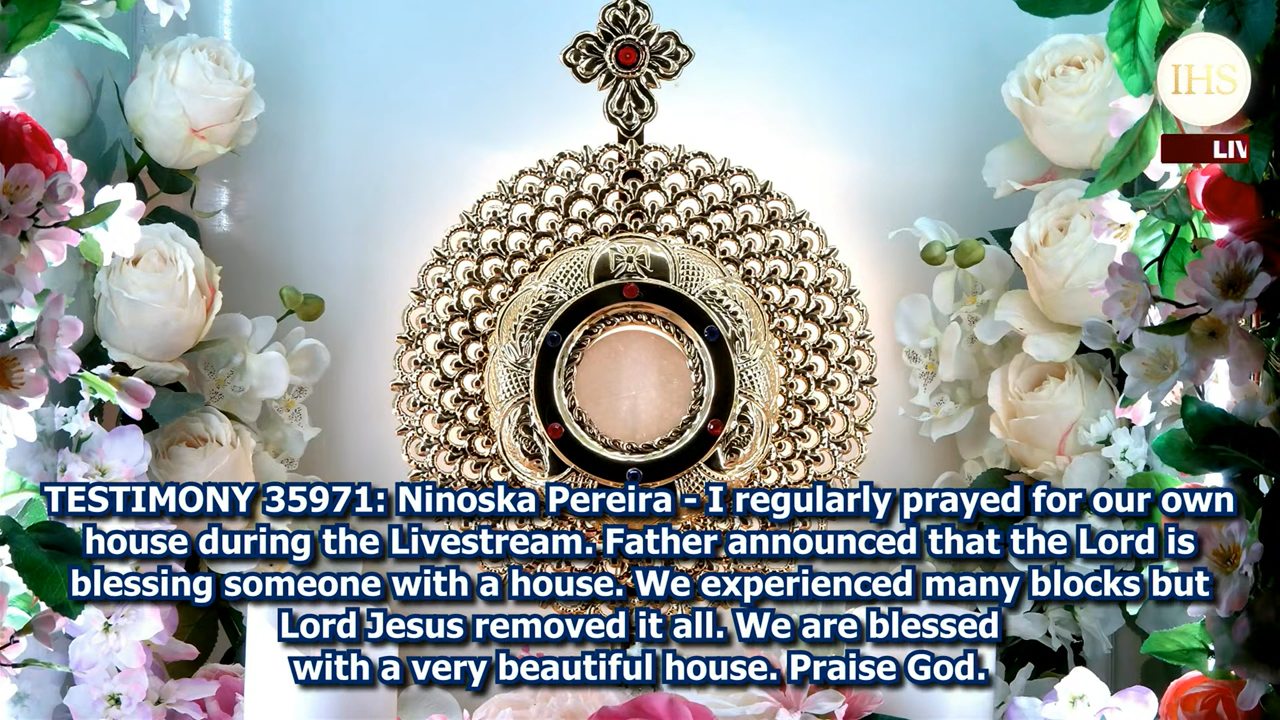 IHS
LIV
TESTIMONY 35971: Ninoska Pereira - I regularly prayed for our own
house during the Livestream. Father announced that the Lord is
blessing someone with a house. We experienced many blocks but
Lord Jesus removed it all. We are blessed
with a very beautiful house. Praise God.